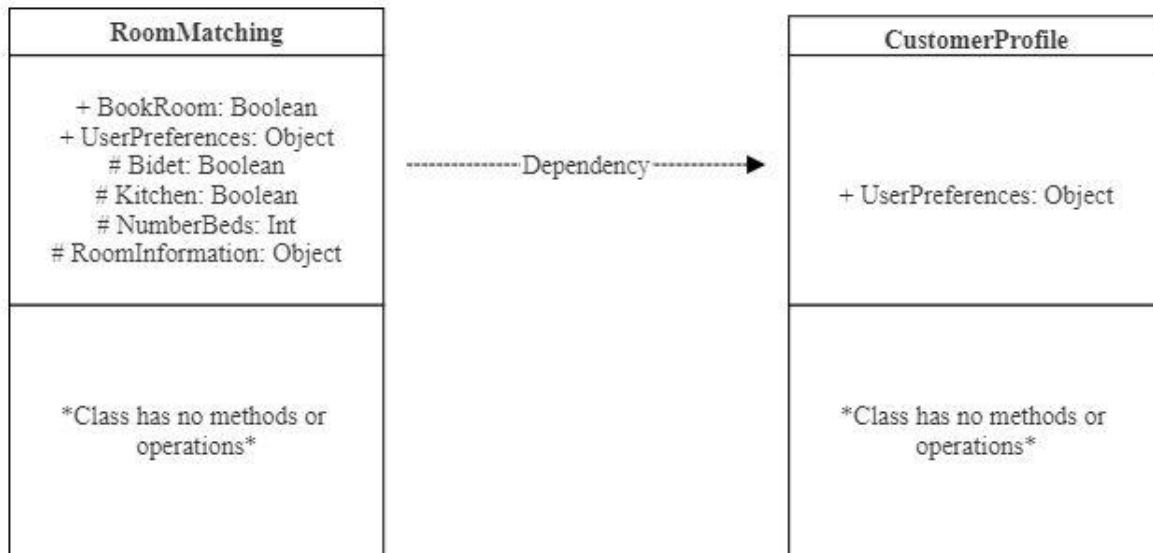 RoomMatching
+ BookRoom: Boolean
+ UserPreferences: Object
# Bidet: Boolean
# Kitchen: Boolean
# NumberBeds: Int
# RoomInformation: Object
*Class has no methods or
operations*
Dependency
CustomerProfile
+ UserPreferences: Object
*Class has no methods or
operations*